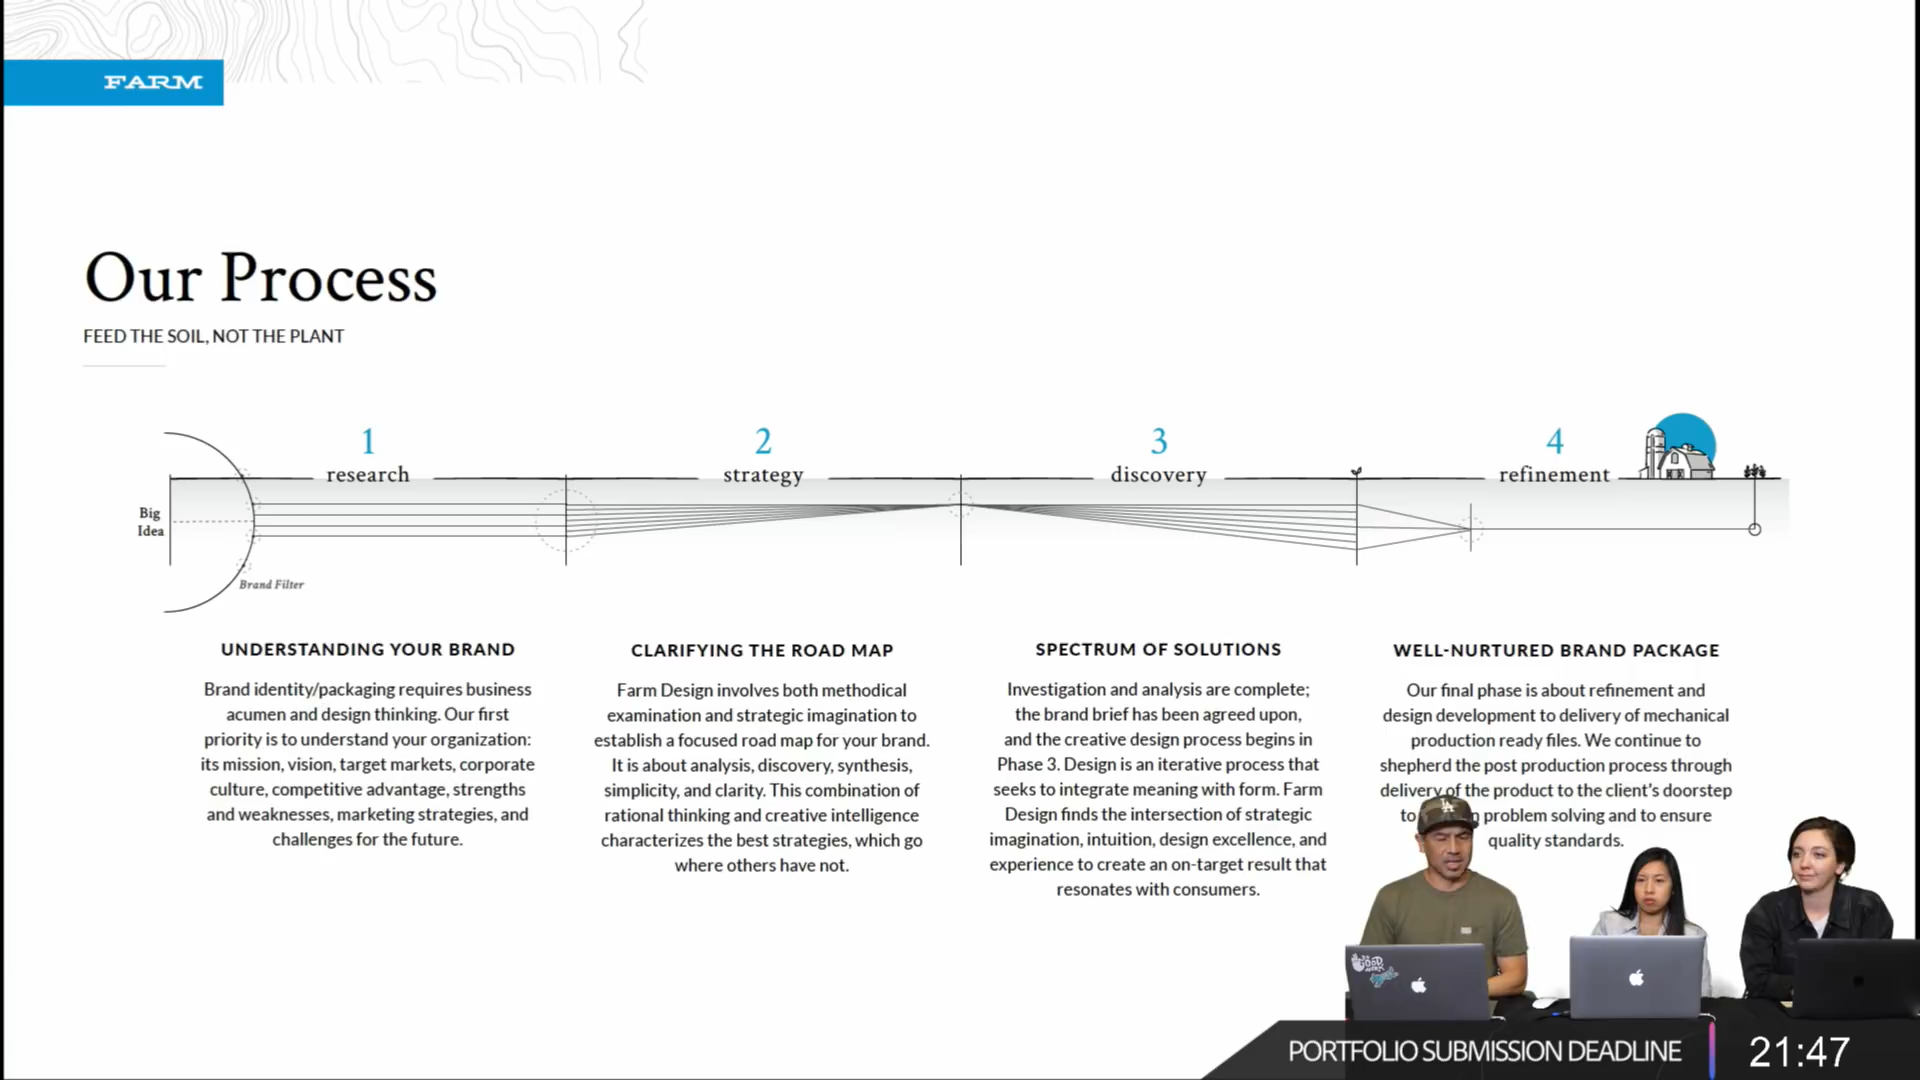 FARM
Our Process
FEED THE SOIL, NOT THE PLANT
1
research
2
strategy
3
discovery
4
refinement
Big
Idea
Brand Filter
UNDERSTANDING YOUR BRAND
Brand identity/packaging requires business
acumen and design thinking. Our first
priority is to understand your organization:
its mission, vision, target markets, corporate
culture, competitive advantage, strengths
and weaknesses, marketing strategies, and
challenges for the future.
CLARIFYING THE ROAD MAP
Farm Design involves both methodical
examination and strategic imagination to
establish a focused road map for your brand.
It is about analysis, discovery, synthesis,
simplicity, and clarity. This combination of
rational thinking and creative intelligence
characterizes the best strategies, which go
where others have not.
SPECTRUM OF SOLUTIONS
Investigation and analysis are complete;
the brand brief has been agreed upon,
and the creative design process begins in
Phase 3. Design is an iterative process that
seeks to integrate meaning with form. Farm
Design finds the intersection of strategic
imagination, intuition, design excellence, and
experience to create an on-target result that
resonates with consumers.
WELL-NURTURED BRAND PACKAGE
Our final phase is about refinement and
design development to delivery of mechanical
production ready files. We continue to
shepherd the post production process through
delivery of the product to the client's doorstep
to problem solving and to ensure
quality standards.
LA
GOOD
PORTFOLIO SUBMISSION DEADLINE
21:47